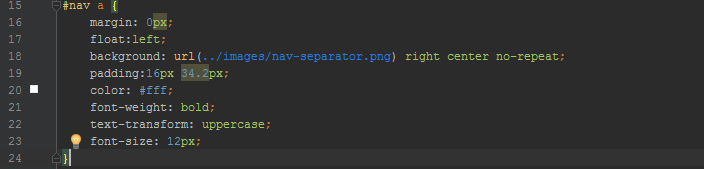 15 #nav a {
16 margin: 0px;
17 float:left;
18 background: url(../images/nav-separator.png) right center no-repeat;
19 padding:16px 34.2px;
20 color: #fff;
21 font-weight: bold;
22 text-transform: uppercase;
23 font-size: 12px;
24 }